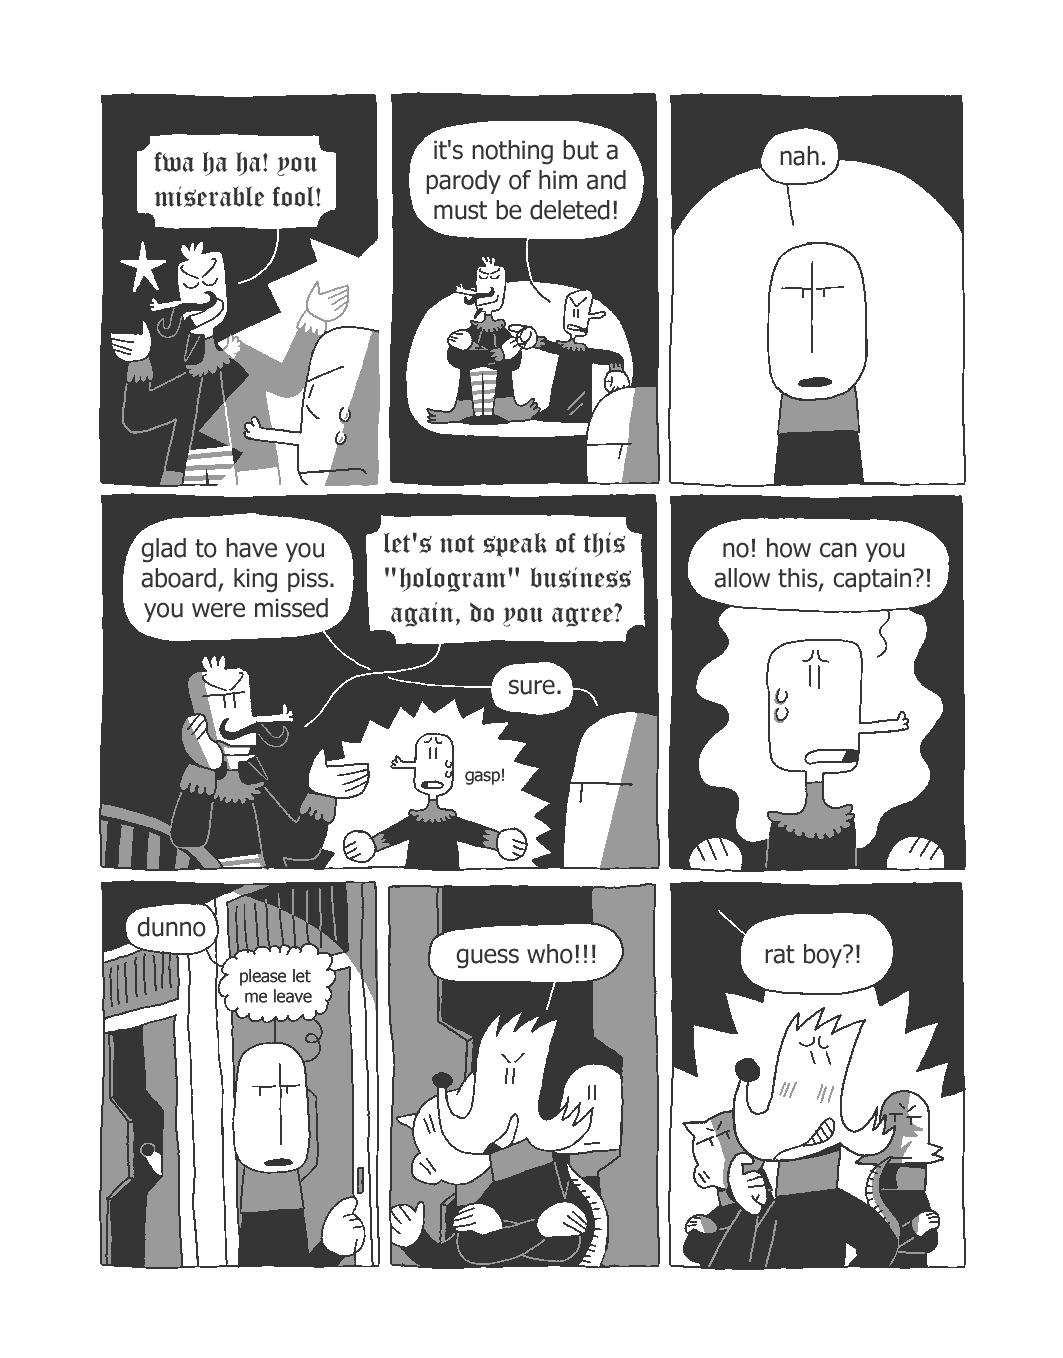 fwa ha ha! you
miserable fool!
it's nothing but a
parody of him and
must be deleted!
nah.
glad to have you
aboard, king piss.
you were missed
let's not speak of this
"hologram" business
again, do you agree?
sure.
gasp!
no! how can you
allow this, captain?!
dunno
please let
me leave
guess who!!!
rat boy?!